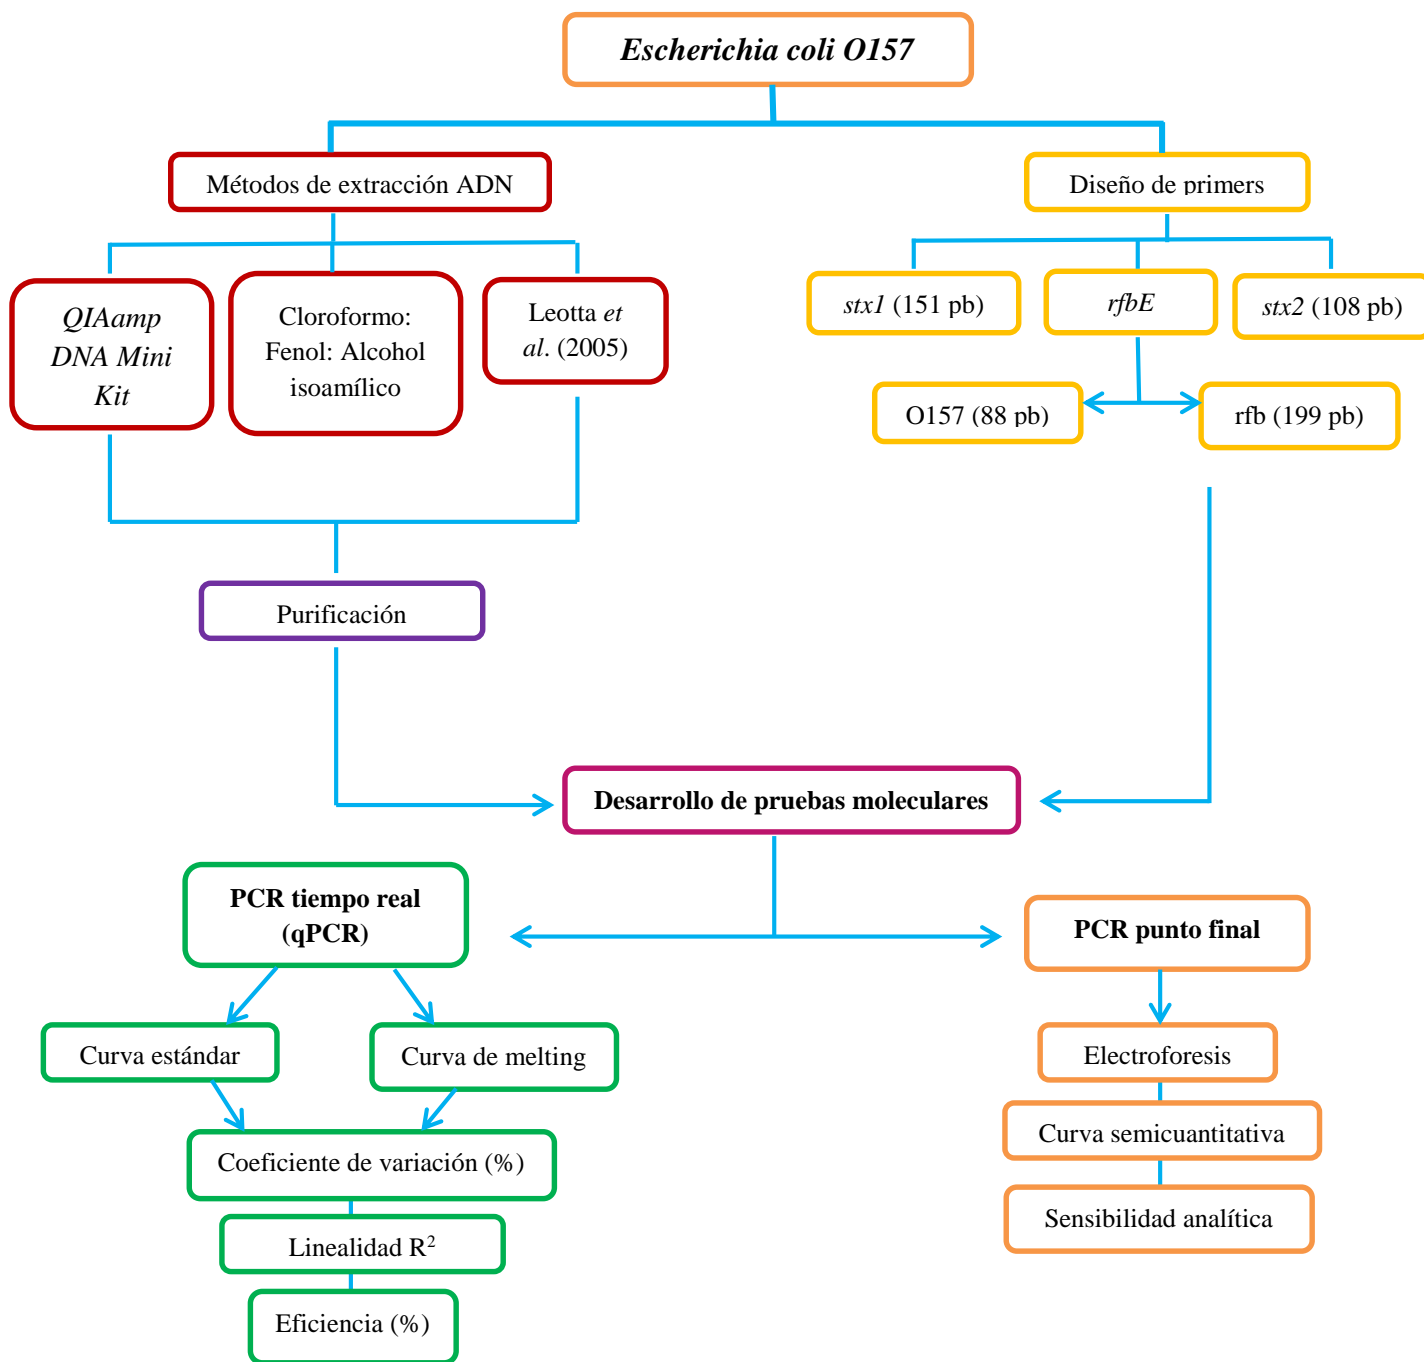 Escherichia coli O157
Métodos de extracción ADN
Diseño de primers
QIAamp
DNA Mini
Kit
Cloroformo:
Fenol: Alcohol
isoamílico
Leotta et
al. (2005)
stx1 (151 pb)
rfbE
stx2 (108 pb)
O157 (88 pb)
rfb (199 pb)
Purificación
Desarrollo de pruebas moleculares
PCR tiempo real
(qPCR)
PCR punto final
Curva estándar
Curva de melting
Electroforesis
Curva semicuantitativa
Coeficiente de variación (%)
Sensibilidad analítica
Linealidad R²
Eficiencia (%)